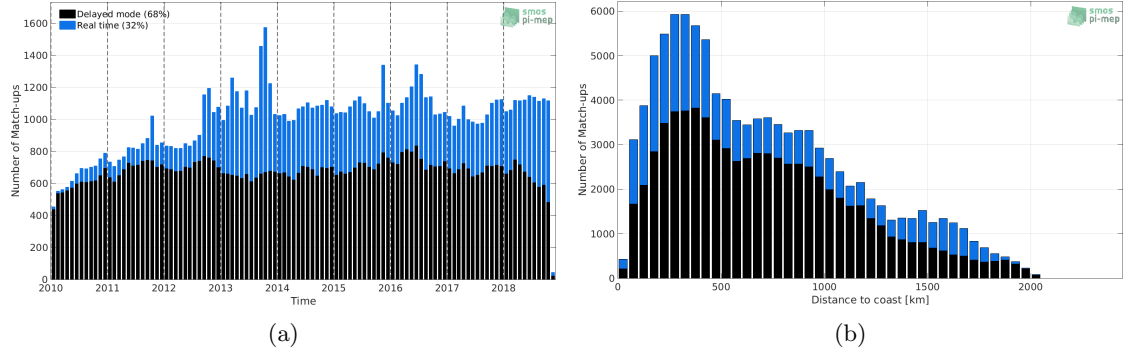 Delayed mode (68%)
Real time (32%)
smos
pi-mep
Number of Match-ups
1600
1400
1200
1000
800
600
400
200
0
2010 2011 2012 2013 2014 2015 2016 2017 2018
Time
(a)
smos
pi-mep
Number of Match-ups
6000
5000
4000
3000
2000
1000
0
0 500 1000 1500 2000
Distance to coast [km]
(b)